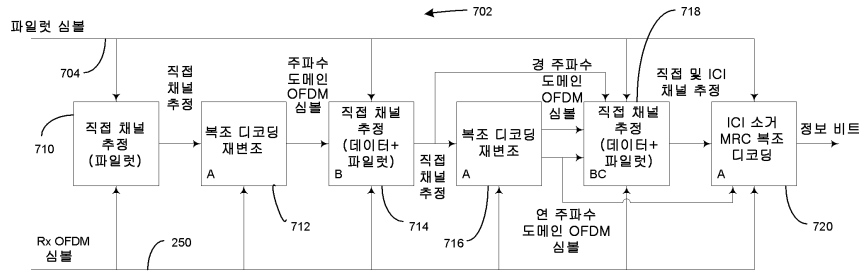 702
파일럿 심볼
704
718
직접
채널
추정
주파수
도메인
OFDM
심볼
경 주파수
도메인
OFDM
심볼
직접 및 ICI
채널 추정
710
직접 채널
추정
(파일럿)
복조 디코딩
재변조
A
712
직접 채널
추정
(데이터+
파일럿)
B
714
직접
채널
추정
복조 디코딩
재변조
A
716
직접 채널
추정
(데이터+
파일럿)
BC
ICI 소거
MRC 복조
디코딩
A
720
정보 비트
연 주파수
도메인 OFDM
심볼
Rx OFDM
심볼
250